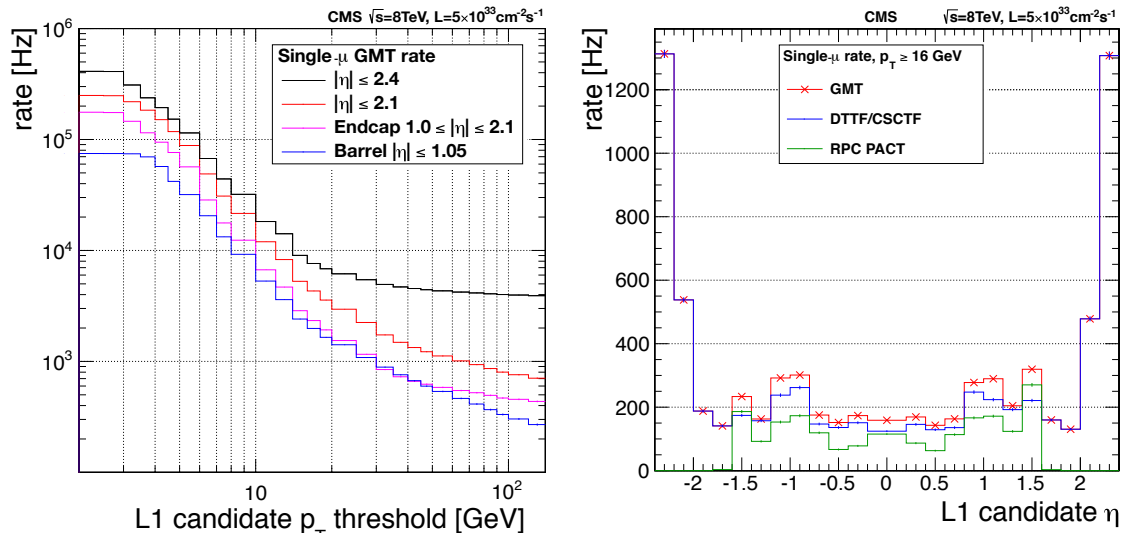 CMS √s=8TeV, L=5×10³³cm⁻²s⁻¹
rate [Hz]
10⁶
10⁵
10⁴
10³
Single-μ GMT rate
|η| ≤ 2.4
|η| ≤ 2.1
Endcap 1.0 ≤ |η| ≤ 2.1
Barrel |η| ≤ 1.05
10
10²
L1 candidate p_T threshold [GeV]
CMS √s=8TeV, L=5×10³³cm⁻²s⁻¹
rate [Hz]
1200
1000
800
600
400
200
0
Single-μ rate, p_T ≥ 16 GeV
GMT
DTTF/CSCTF
RPC PACT
-2 -1.5 -1 -0.5 0 0.5 1 1.5 2
L1 candidate η